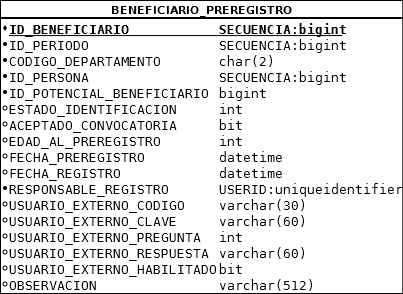 BENEFICIARIO_PREREGISTRO
ID_BENEFICIARIO SECUENCIA:bigint
ID_PERIODO SECUENCIA:bigint
CODIGO_DEPARTAMENTO char(2)
ID_PERSONA SECUENCIA:bigint
ID_POTENCIAL_BENEFICIARIO bigint
ESTADO_IDENTIFICACION int
ACEPTADO_CONVOCATORIA bit
EDAD_AL_PREREGISTRO int
FECHA_PREREGISTRO datetime
FECHA_REGISTRO datetime
RESPONSABLE_REGISTRO USERID:uniqueidentifier
USUARIO_EXTERNO_CODIGO varchar(30)
USUARIO_EXTERNO_CLAVE varchar(60)
USUARIO_EXTERNO_PREGUNTA int
USUARIO_EXTERNO_RESPUESTA varchar(60)
USUARIO_EXTERNO_HABILITADO bit
OBSERVACION varchar(512)